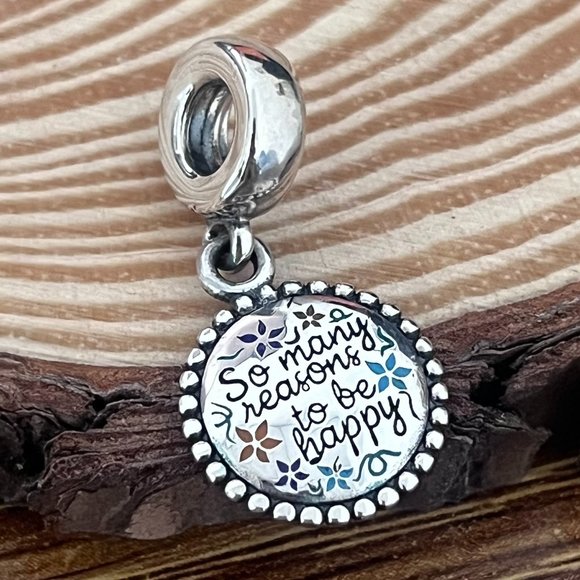 So many
reasons
to be
happy